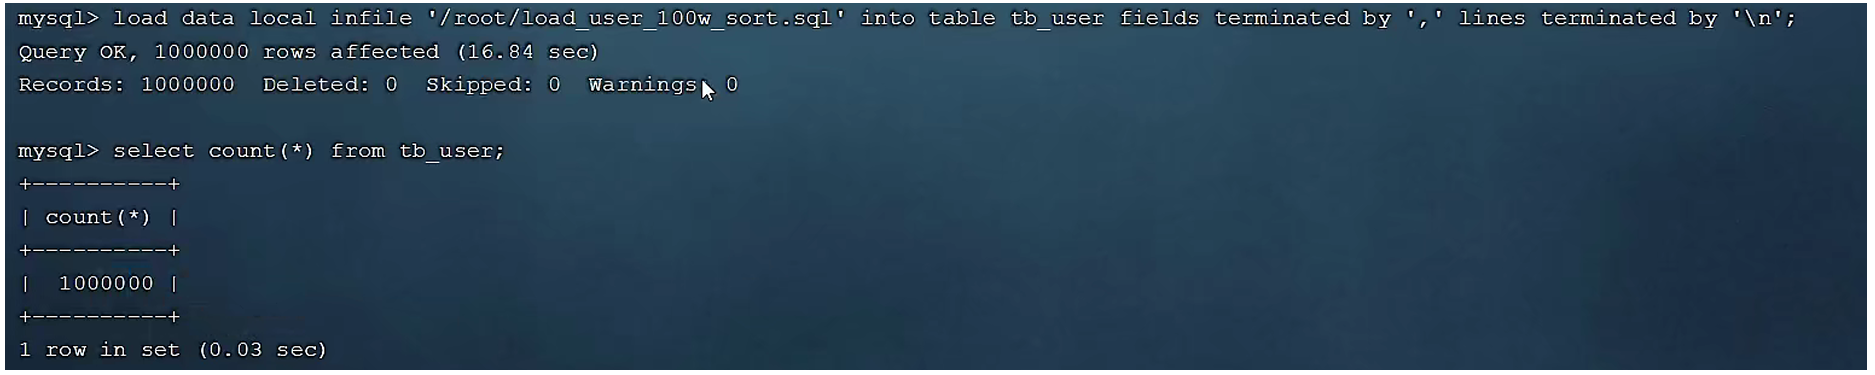 mysql> load data local infile '/root/load_user_100w_sort.sql' into table tb_user fields terminated by ',' lines terminated by '\n';
Query OK, 1000000 rows affected (16.84 sec)
Records: 1000000  Deleted: 0  Skipped: 0  Warnings: 0
mysql> select count(*) from tb_user;
+----------+
| count(*) |
+----------+
|  1000000 |
+----------+
1 row in set (0.03 sec)